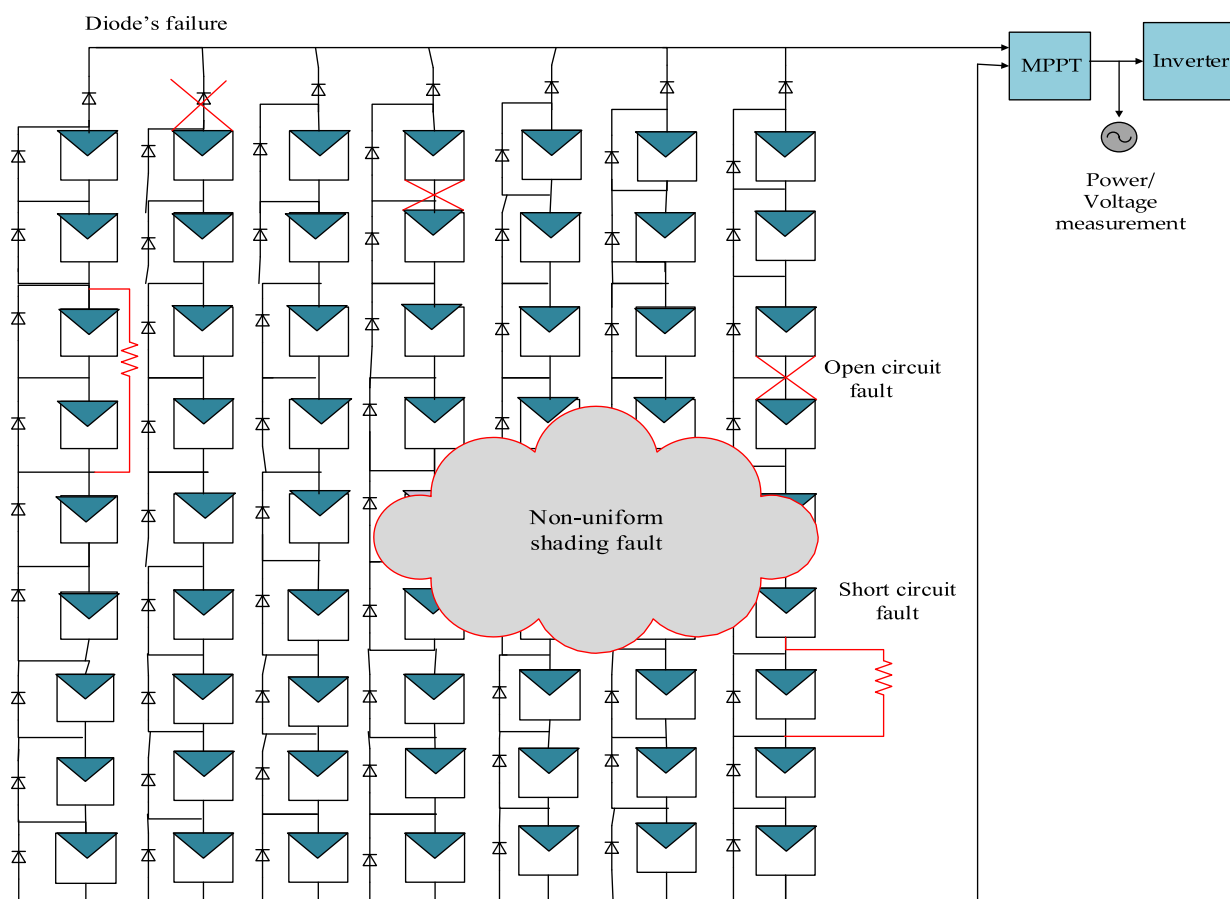 Diode's failure
MPPT
Inverter
Power/
Voltage
measurement
Open circuit
fault
Non-uniform
shading fault
Short circuit
fault